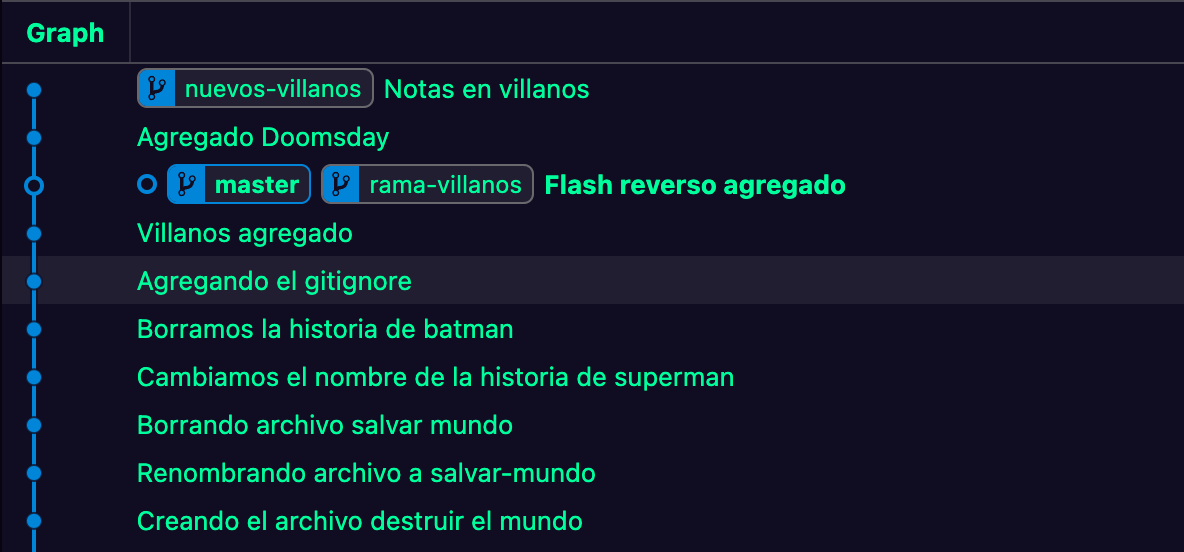 Graph
nuevos-villanos Notas en villanos
Agregado Doomsday
master rama-villanos Flash reverso agregado
Villanos agregado
Agregando el gitignore
Borramos la historia de batman
Cambiamos el nombre de la historia de superman
Borrando archivo salvar mundo
Renombrando archivo a salvar-mundo
Creando el archivo destruir el mundo